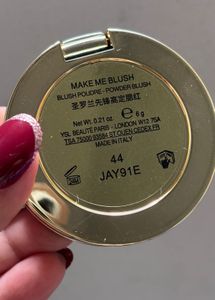 MAKE ME BLUSH
BLUSH POUDRE - POWDER BLUSH
圣罗兰先锋高定腮红
Net Wt. 0.21 oz. ℮ 6 g
YSL BEAUTÉ PARIS - LONDON W12 7SA
TSA 75000 93584 ST OUEN CEDEX FR
MADE IN ITALY
44
JAY91E